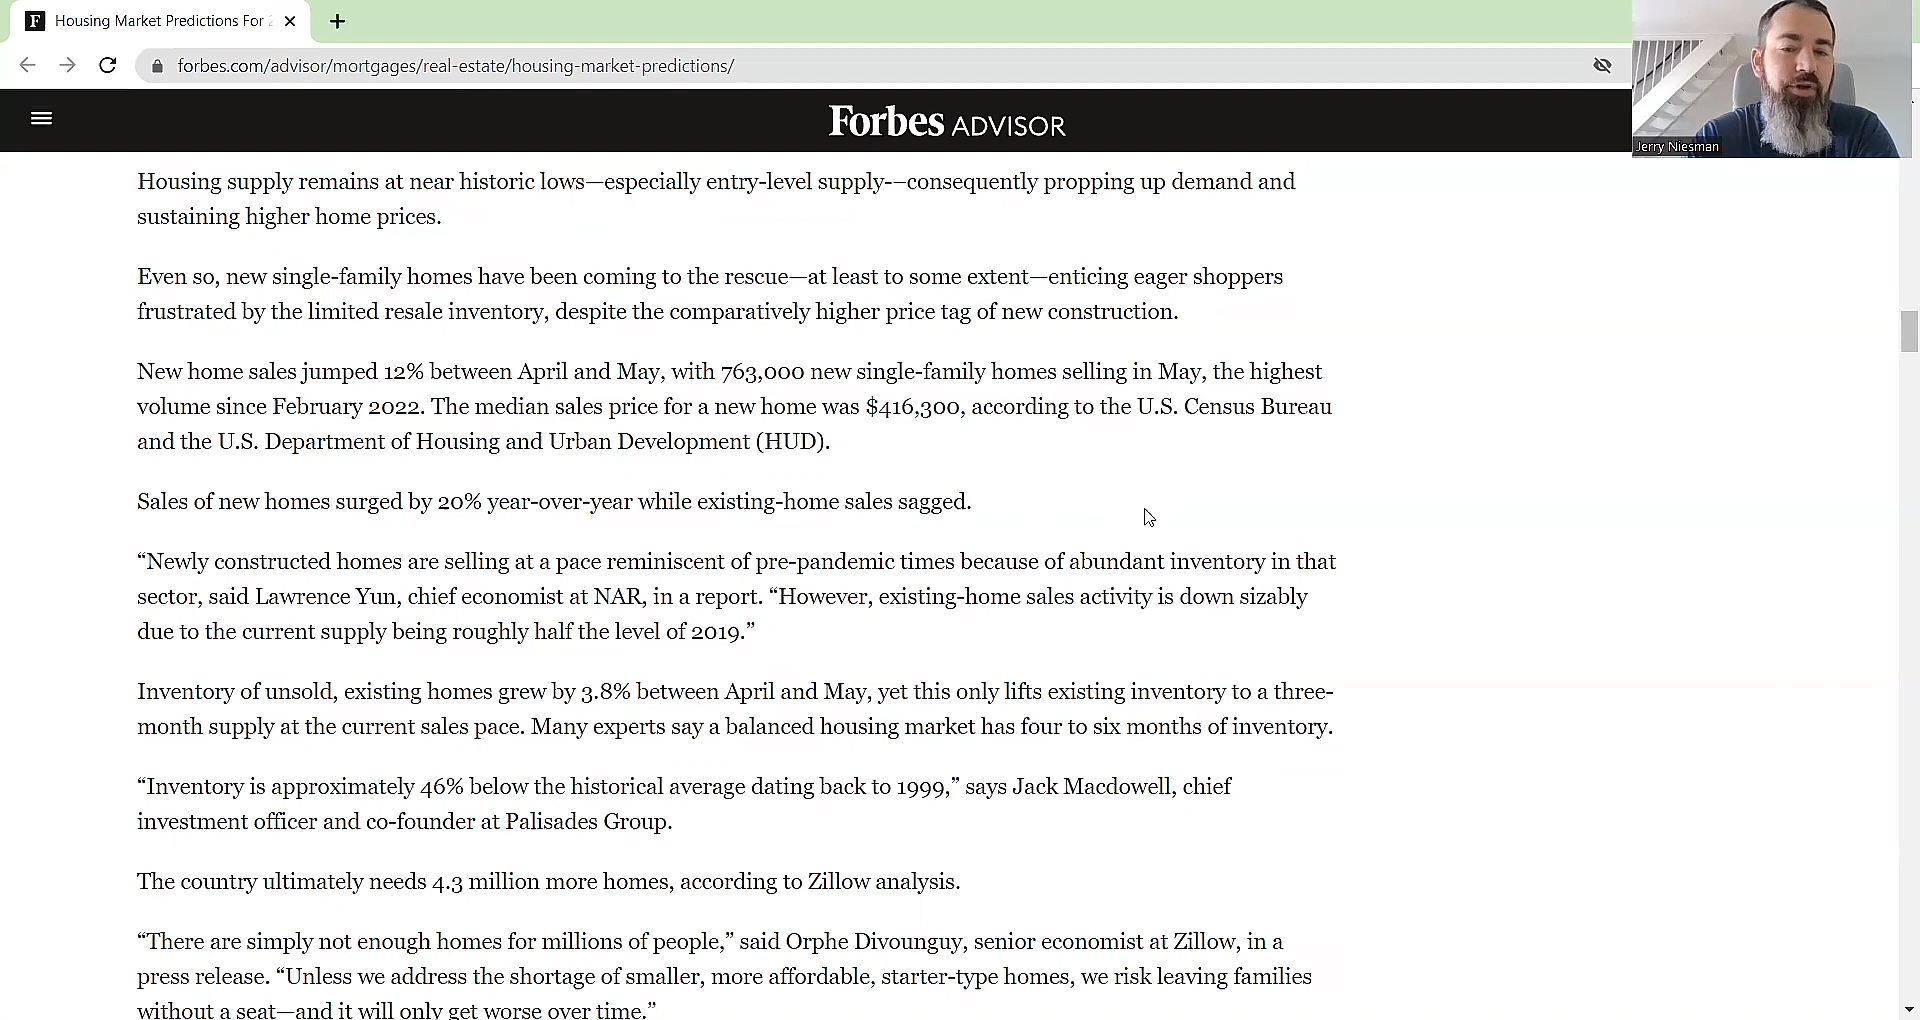 Housing Market Predictions For 2
forbes.com/advisor/mortgages/real-estate/housing-market-predictions/
Forbes ADVISOR
Jerry Niesman
Housing supply remains at near historic lows—especially entry-level supply-–consequently propping up demand and
sustaining higher home prices.
Even so, new single-family homes have been coming to the rescue—at least to some extent—enticing eager shoppers
frustrated by the limited resale inventory, despite the comparatively higher price tag of new construction.
New home sales jumped 12% between April and May, with 763,000 new single-family homes selling in May, the highest
volume since February 2022. The median sales price for a new home was $416,300, according to the U.S. Census Bureau
and the U.S. Department of Housing and Urban Development (HUD).
Sales of new homes surged by 20% year-over-year while existing-home sales sagged.
“Newly constructed homes are selling at a pace reminiscent of pre-pandemic times because of abundant inventory in that
sector, said Lawrence Yun, chief economist at NAR, in a report. “However, existing-home sales activity is down sizably
due to the current supply being roughly half the level of 2019.”
Inventory of unsold, existing homes grew by 3.8% between April and May, yet this only lifts existing inventory to a three-
month supply at the current sales pace. Many experts say a balanced housing market has four to six months of inventory.
“Inventory is approximately 46% below the historical average dating back to 1999,” says Jack Macdowell, chief
investment officer and co-founder at Palisades Group.
The country ultimately needs 4.3 million more homes, according to Zillow analysis.
“There are simply not enough homes for millions of people,” said Orphe Divounguy, senior economist at Zillow, in a
press release. “Unless we address the shortage of smaller, more affordable, starter-type homes, we risk leaving families
without a seat—and it will only get worse over time.”